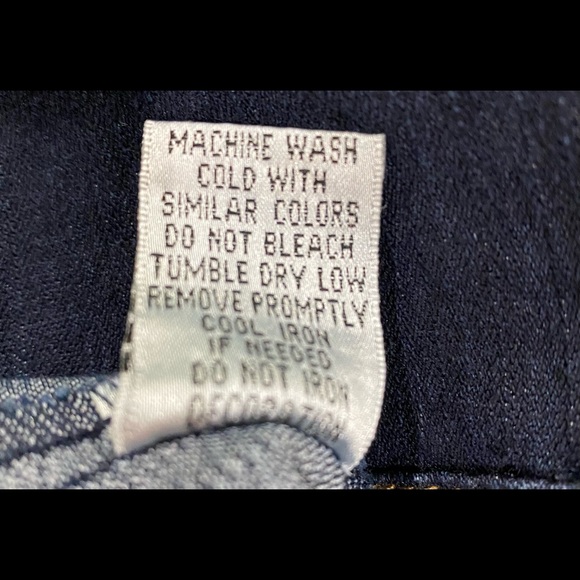 MACHINE WASH
COLD WITH
SIMILAR COLORS
DO NOT BLEACH
TUMBLE DRY LOW
REMOVE PROMPTLY
COOL IRON
IF NEEDED
DO NOT IRON
DECORATION